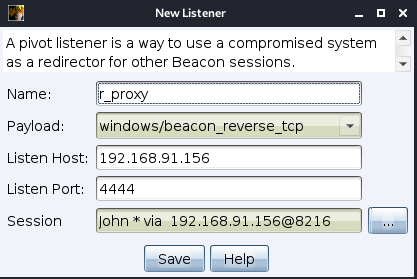 New Listener
A pivot listener is a way to use a compromised system
as a redirector for other Beacon sessions.
Name: r_proxy
Payload: windows/beacon_reverse_tcp
Listen Host: 192.168.91.156
Listen Port: 4444
Session John * via 192.168.91.156@8216 ...
Save Help